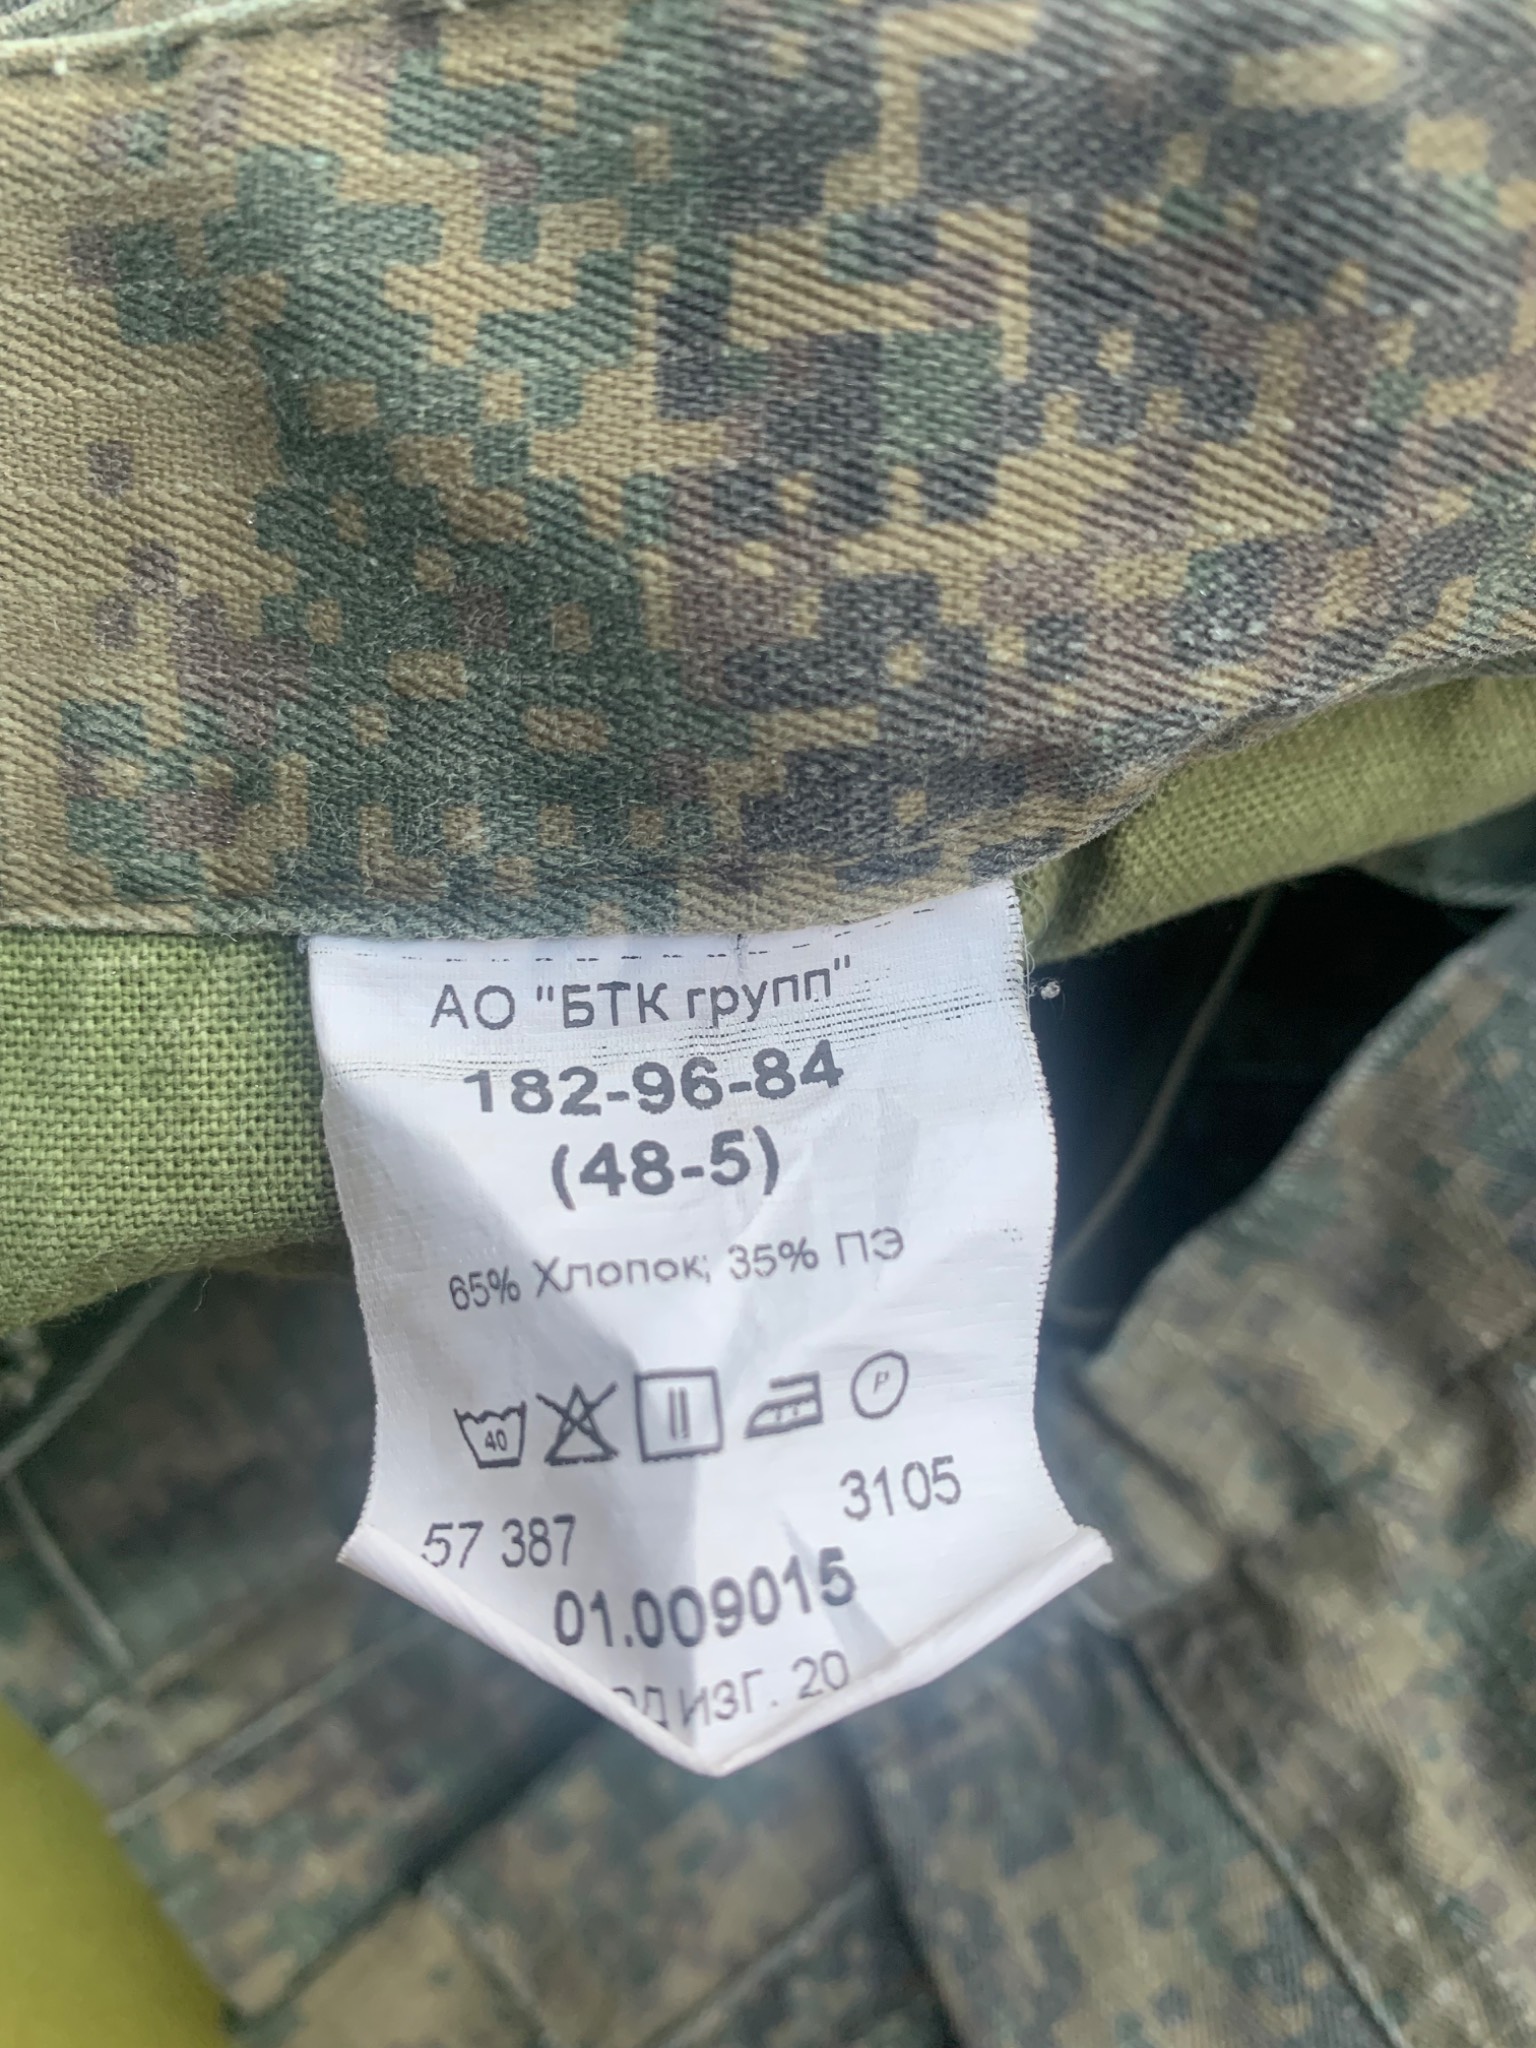 АО "БТК групп"
182-96-84
(48-5)
65% Хлопок; 35% ПЭ
40
P
3105
57 387
01.009015
ИЗГ. 20